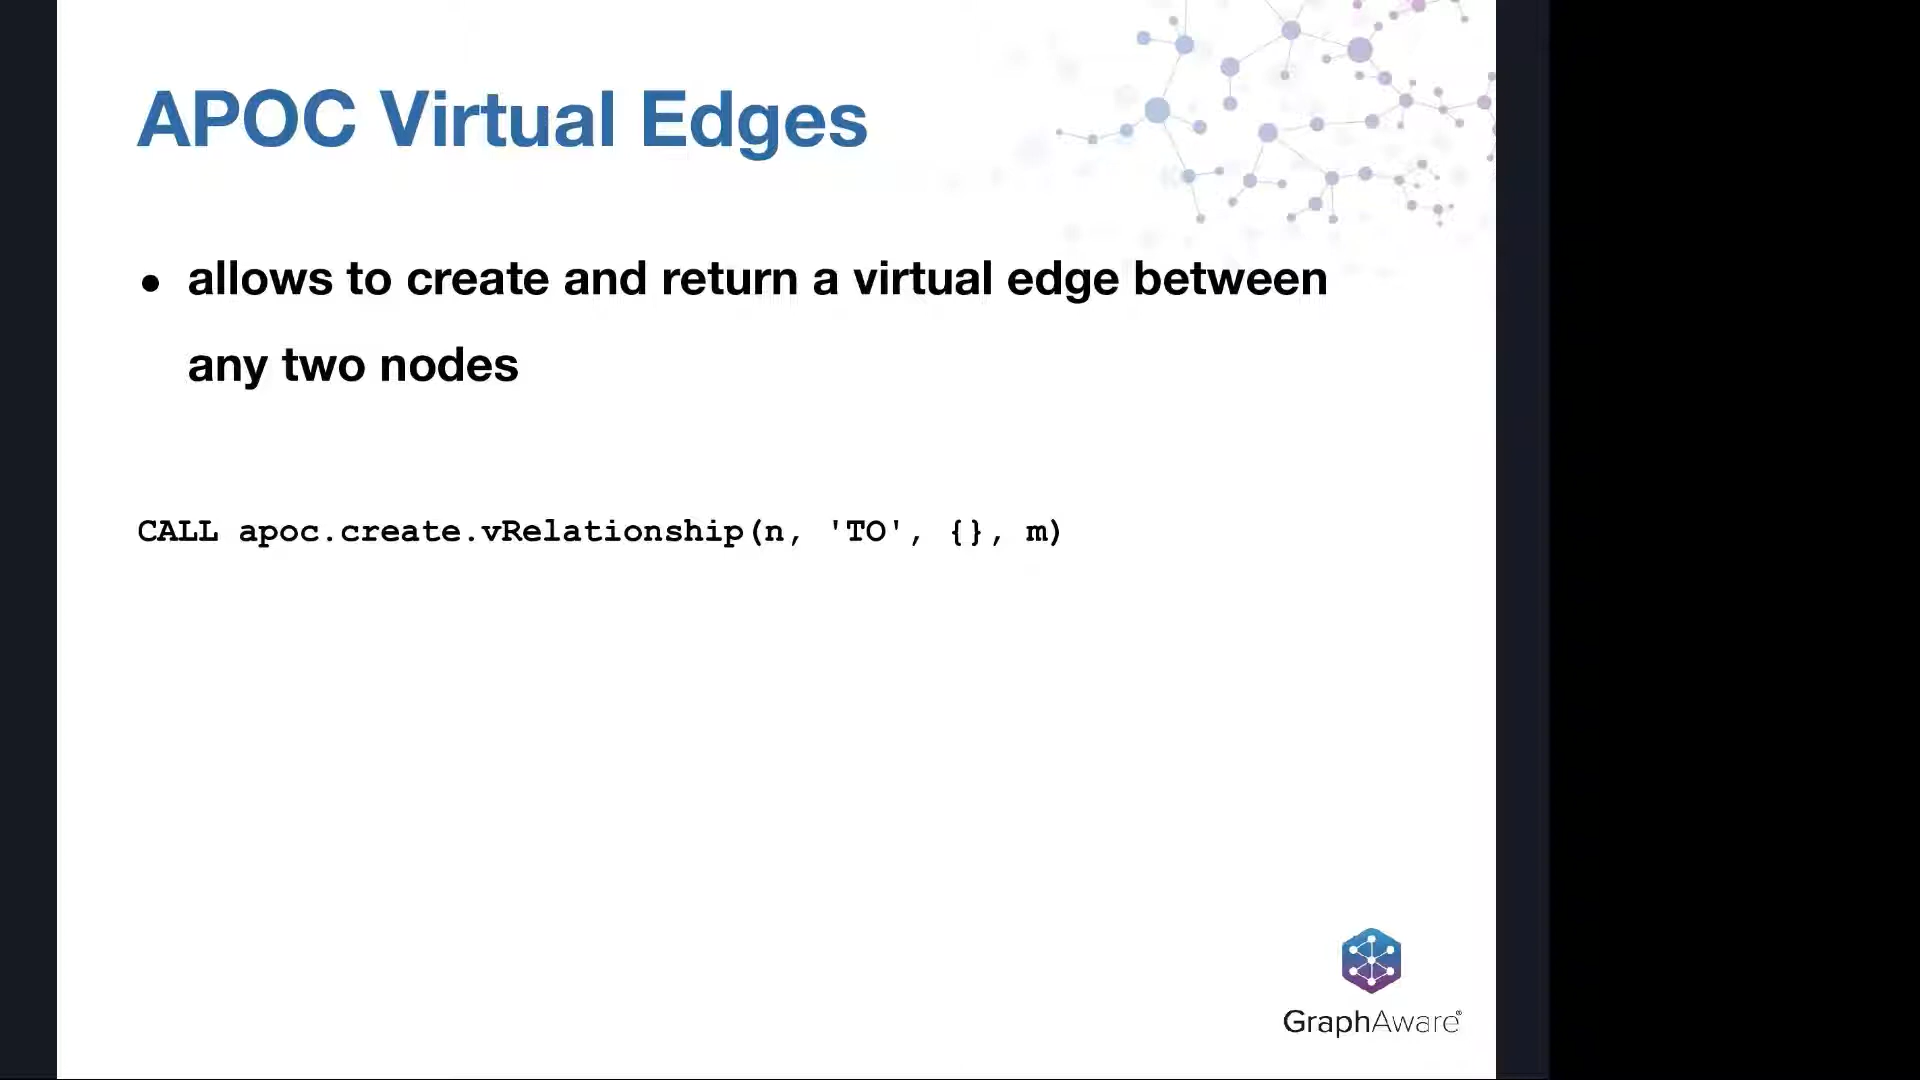 APOC Virtual Edges
• allows to create and return a virtual edge between
any two nodes
CALL apoc.create.vRelationship(n, 'TO', {}, m)
GraphAware®